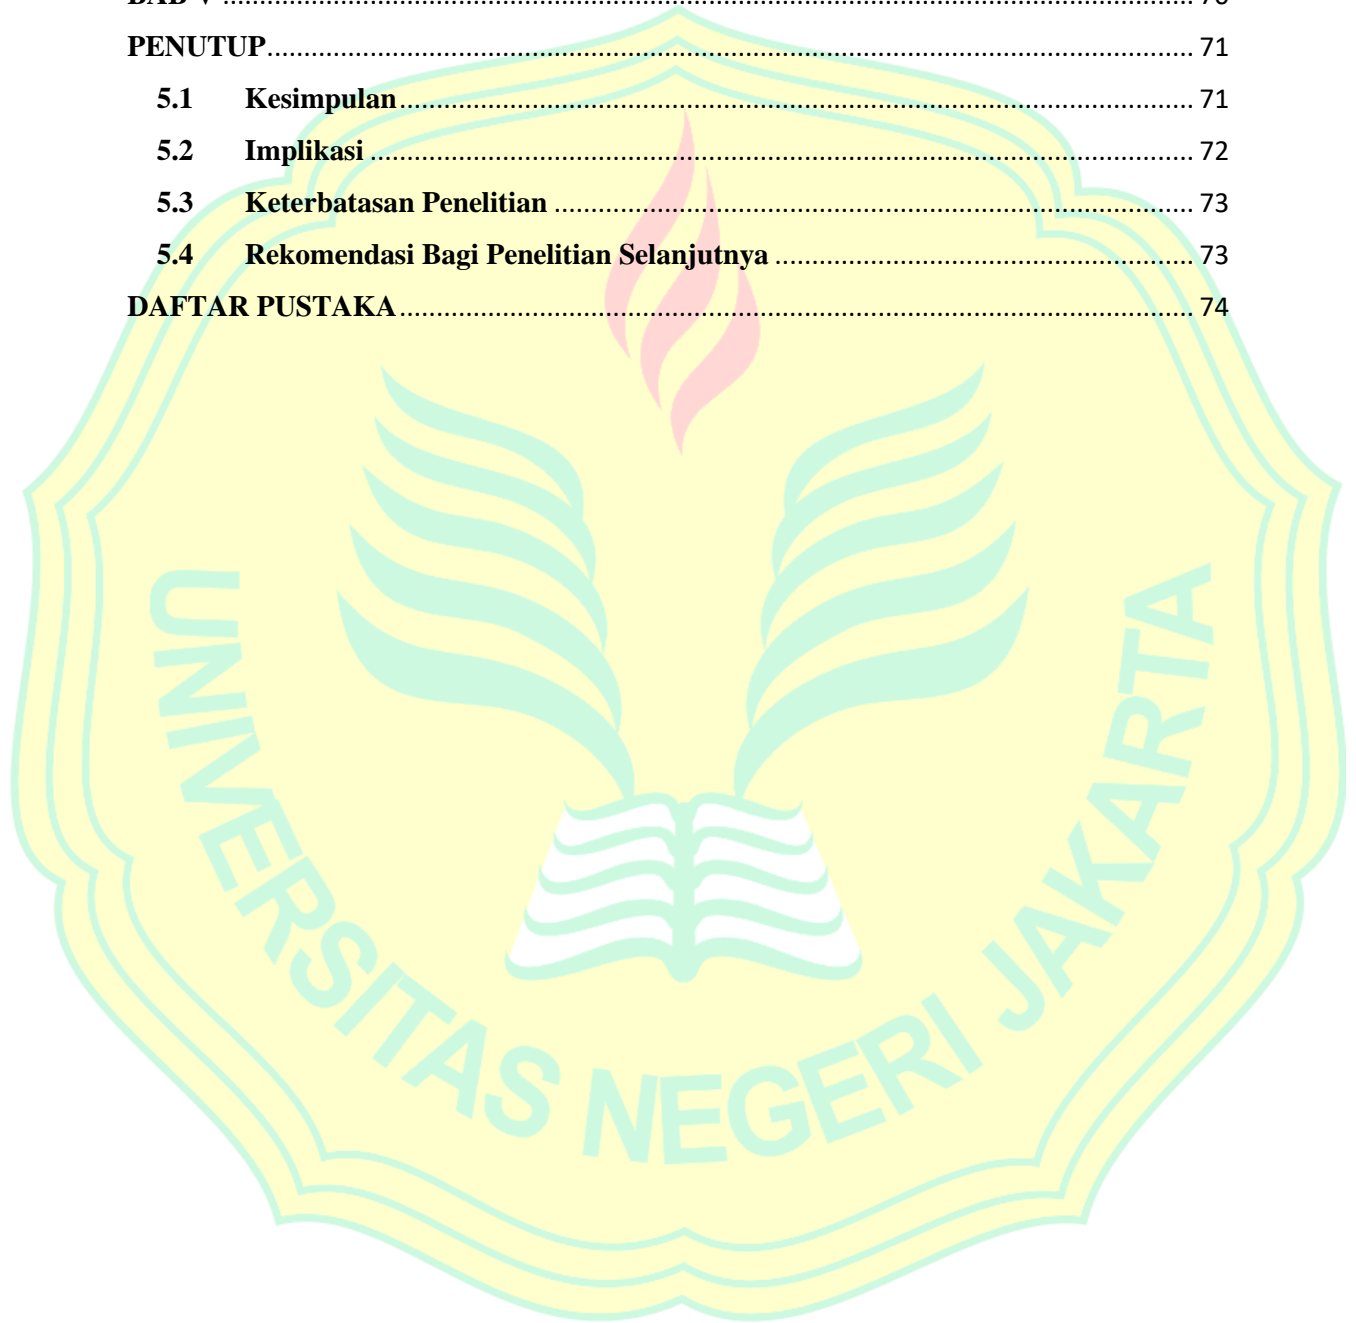 BAB V
PENUTUP........................................................................................................................ 71
5.1 Kesimpulan....................................................................................................... 71
5.2 Implikasi ........................................................................................................... 72
5.3 Keterbatasan Penelitian ................................................................................... 73
5.4 Rekomendasi Bagi Penelitian Selanjutnya ...................................................... 73
DAFTAR PUSTAKA....................................................................................................... 74
UNIVERSITAS NEGERI JAKARTA